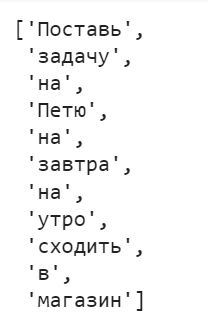 ['Поставь',
'задачу',
'на',
'Петю',
'на',
'завтра',
'на',
'утро',
'сходить',
'в',
'магазин']